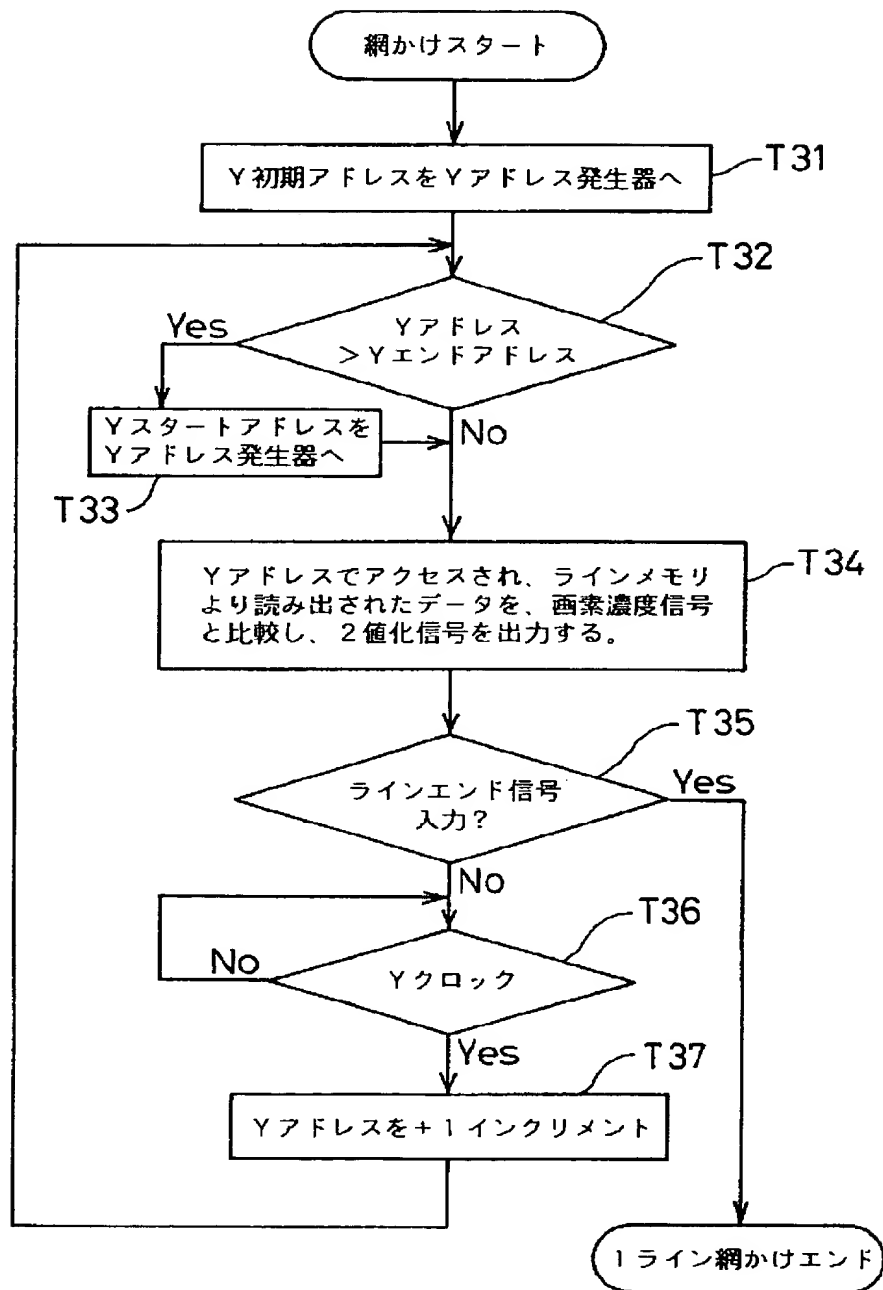 網かけスタート
T31
Y初期アドレスをYアドレス発生器へ
T32
Yes
Yアドレス
>Yエンドアドレス
Yスタートアドレスを
Yアドレス発生器へ
No
T33
T34
Yアドレスでアクセスされ、ラインメモリ
より読み出されたデータを、画素濃度信号
と比較し、2値化信号を出力する。
T35
ラインエンド信号
入力?
Yes
No
T36
No
Yクロック
Yes
T37
Yアドレスを+1インクリメント
1ライン網かけエンド